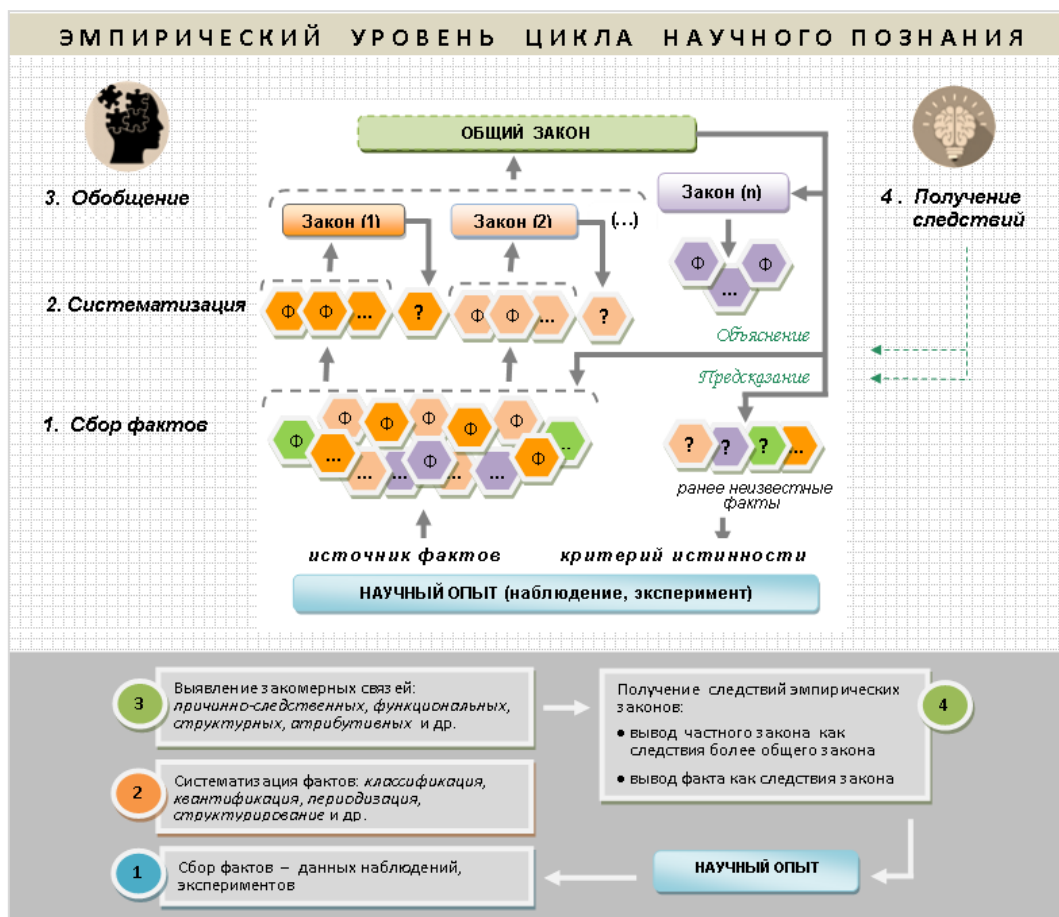 ЭМПИРИЧЕСКИЙ УРОВЕНЬ ЦИКЛА НАУЧНОГО ПОЗНАНИЯ
ОБЩИЙ ЗАКОН
3. Обобщение
Закон (1)
Закон (2)
(...)
Закон (n)
4. Получение
следствий
Ф
Ф
...
2. Систематизация
Ф
Ф
...
?
Ф
Ф
...
?
Объяснение
Предсказание
1. Сбор фактов
Ф
Ф
Ф
Ф
Ф
Ф
...
...
...
Ф
...
...
Ф
..
?
?
?
...
ранее неизвестные
факты
источник фактов
критерий истинности
НАУЧНЫЙ ОПЫТ (наблюдение, эксперимент)
3
Выявление закомерных связей:
причинно-следственных, функциональных,
структурных, атрибутивных и др.
Получение следствий эмпирических
законов:
• вывод частного закона как
следствия более общего закона
• вывод факта как следствия закона
4
2
Систематизация фактов: классификация,
квантификация, периодизация,
структурирование и др.
1
Сбор фактов – данных наблюдений,
экспериментов
НАУЧНЫЙ ОПЫТ